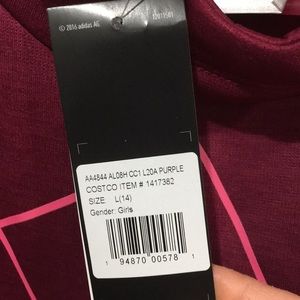 © 2016 adidas AG
AA4844 AL08H CC1 L20A PURPLE
COSTCO ITEM # 1417382
SIZE L(14)
Gender: Girls
1 94870 00578 1